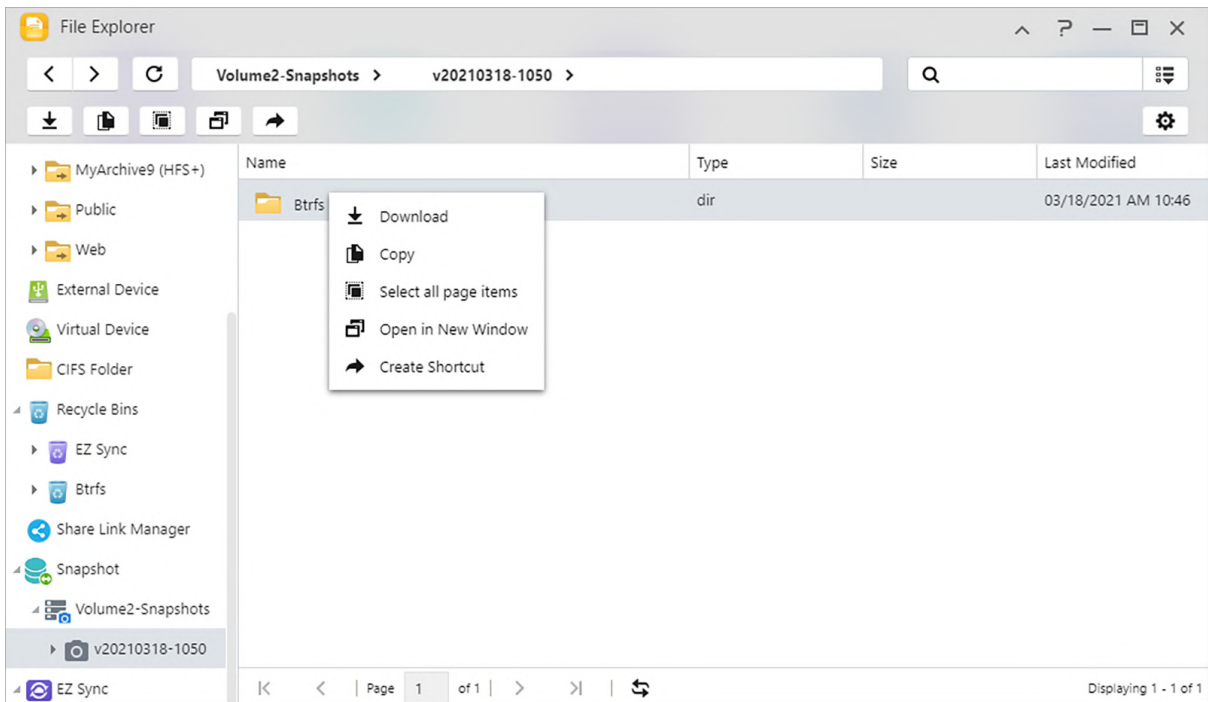 File Explorer
Volume2-Snapshots
v20210318-1050
MyArchive9 (HFS+)
Public
Web
External Device
Virtual Device
CIFS Folder
Recycle Bins
EZ Sync
Btrfs
Share Link Manager
Snapshot
Volume2-Snapshots
v20210318-1050
EZ Sync
Name Type Size Last Modified
Btrfs dir 03/18/2021 AM 10:46
Download
Copy
Select all page items
Open in New Window
Create Shortcut
Page 1 of 1 Displaying 1 - 1 of 1